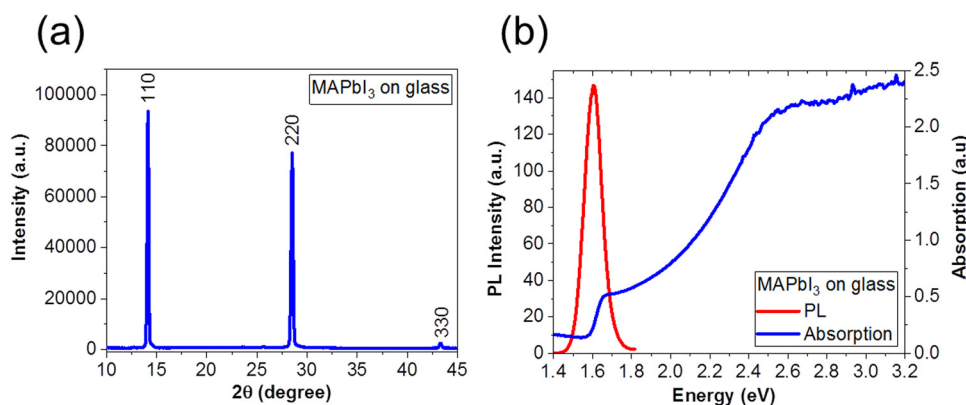 (a)
MAPbI3 on glass
110
220
330
100000
80000
60000
40000
20000
0
Intensity (a.u.)
10 15 20 25 30 35 40 45
2θ (degree)
(b)
140
120
100
80
60
40
20
0
PL Intensity (a.u)
2.5
2.0
1.5
1.0
0.5
0.0
Absorption (a.u)
MAPbI3 on glass
PL
Absorption
1.4 1.6 1.8 2.0 2.2 2.4 2.6 2.8 3.0 3.2
Energy (eV)